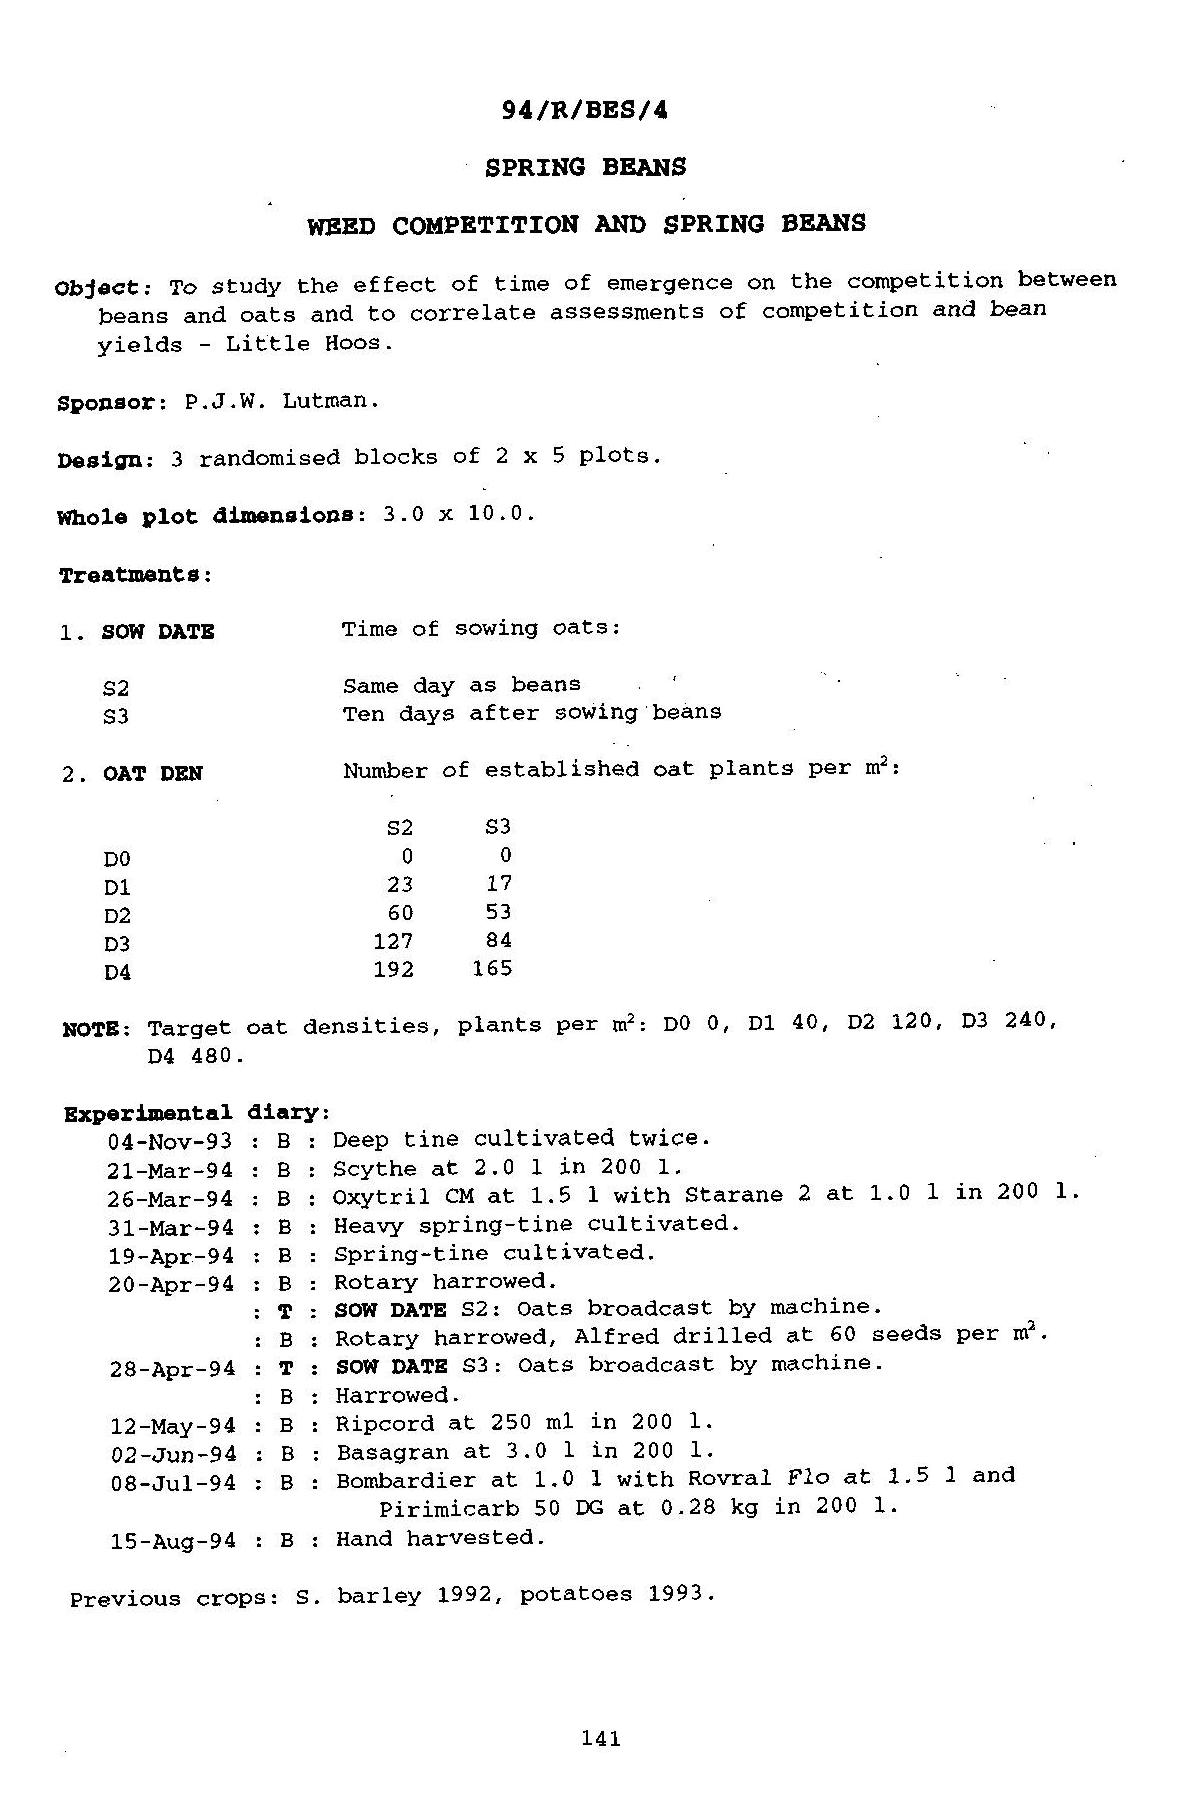 94/R/BES/4
SPRING BEANS
WEED COMPETITION AND SPRING BEANS
Object: To study the effect of time of emergence on the competition between
beans and oats and to correlate assessments of competition and bean
yields - Little Hoos.
Sponsor: P.J.W. Lutman.
Design: 3 randomised blocks of 2 x 5 plots.
Whole plot dimensions: 3.0 x 10.0.
Treatments:
1. SOW DATE Time of sowing oats:
S2 Same day as beans
S3 Ten days after sowing beans
2. OAT DEN Number of established oat plants per m²:
S2 S3
D0 0 0
D1 23 17
D2 60 53
D3 127 84
D4 192 165
NOTE: Target oat densities, plants per m²: D0 0, D1 40, D2 120, D3 240,
D4 480.
Experimental diary:
04-Nov-93 : B : Deep tine cultivated twice.
21-Mar-94 : B : Scythe at 2.0 l in 200 l.
26-Mar-94 : B : Oxytril CM at 1.5 l with Starane 2 at 1.0 l in 200 l.
31-Mar-94 : B : Heavy spring-tine cultivated.
19-Apr-94 : B : Spring-tine cultivated.
20-Apr-94 : B : Rotary harrowed.
: T : SOW DATE S2: Oats broadcast by machine.
: B : Rotary harrowed, Alfred drilled at 60 seeds per m².
28-Apr-94 : T : SOW DATE S3: Oats broadcast by machine.
: B : Harrowed.
12-May-94 : B : Ripcord at 250 ml in 200 l.
02-Jun-94 : B : Basagran at 3.0 l in 200 l.
08-Jul-94 : B : Bombardier at 1.0 l with Rovral Flo at 1.5 l and
Pirimicarb 50 DG at 0.28 kg in 200 l.
15-Aug-94 : B : Hand harvested.
Previous crops: S. barley 1992, potatoes 1993.
141